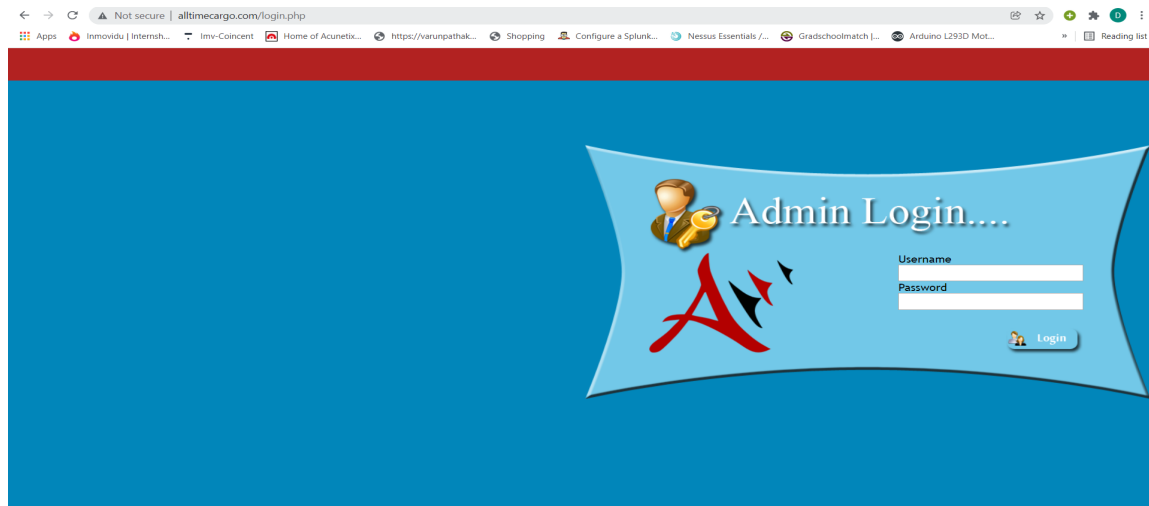 Not secure | alltimecargo.com/login.php
Apps Inmovidu | Internsh... Imv-Coincent Home of Acunetix... https://varunpathak... Shopping Configure a Splunk... Nessus Essentials /... Gradschoolmatch |... Arduino L293D Mot... » Reading list
D
Admin Login....
Username
Password
Login